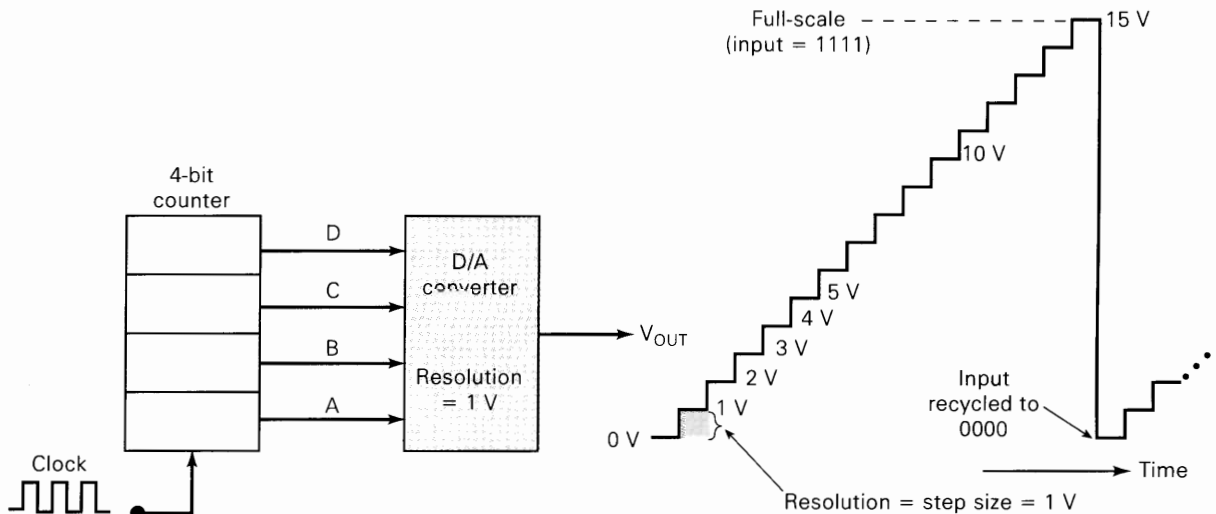 Full-scale
(input = 1111)
15 V
10 V
5 V
4 V
3 V
2 V
1 V
0 V
4-bit
counter
D
C
B
A
D/A
converter
Resolution
= 1 V
V_OUT
Clock
Input
recycled to
0000
Time
Resolution = step size = 1 V